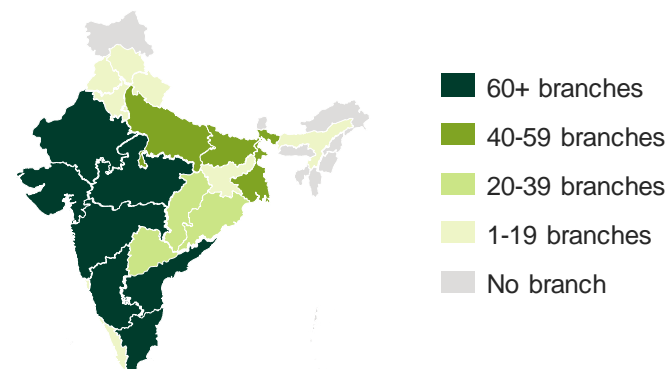 60+ branches
40-59 branches
20-39 branches
1-19 branches
No branch